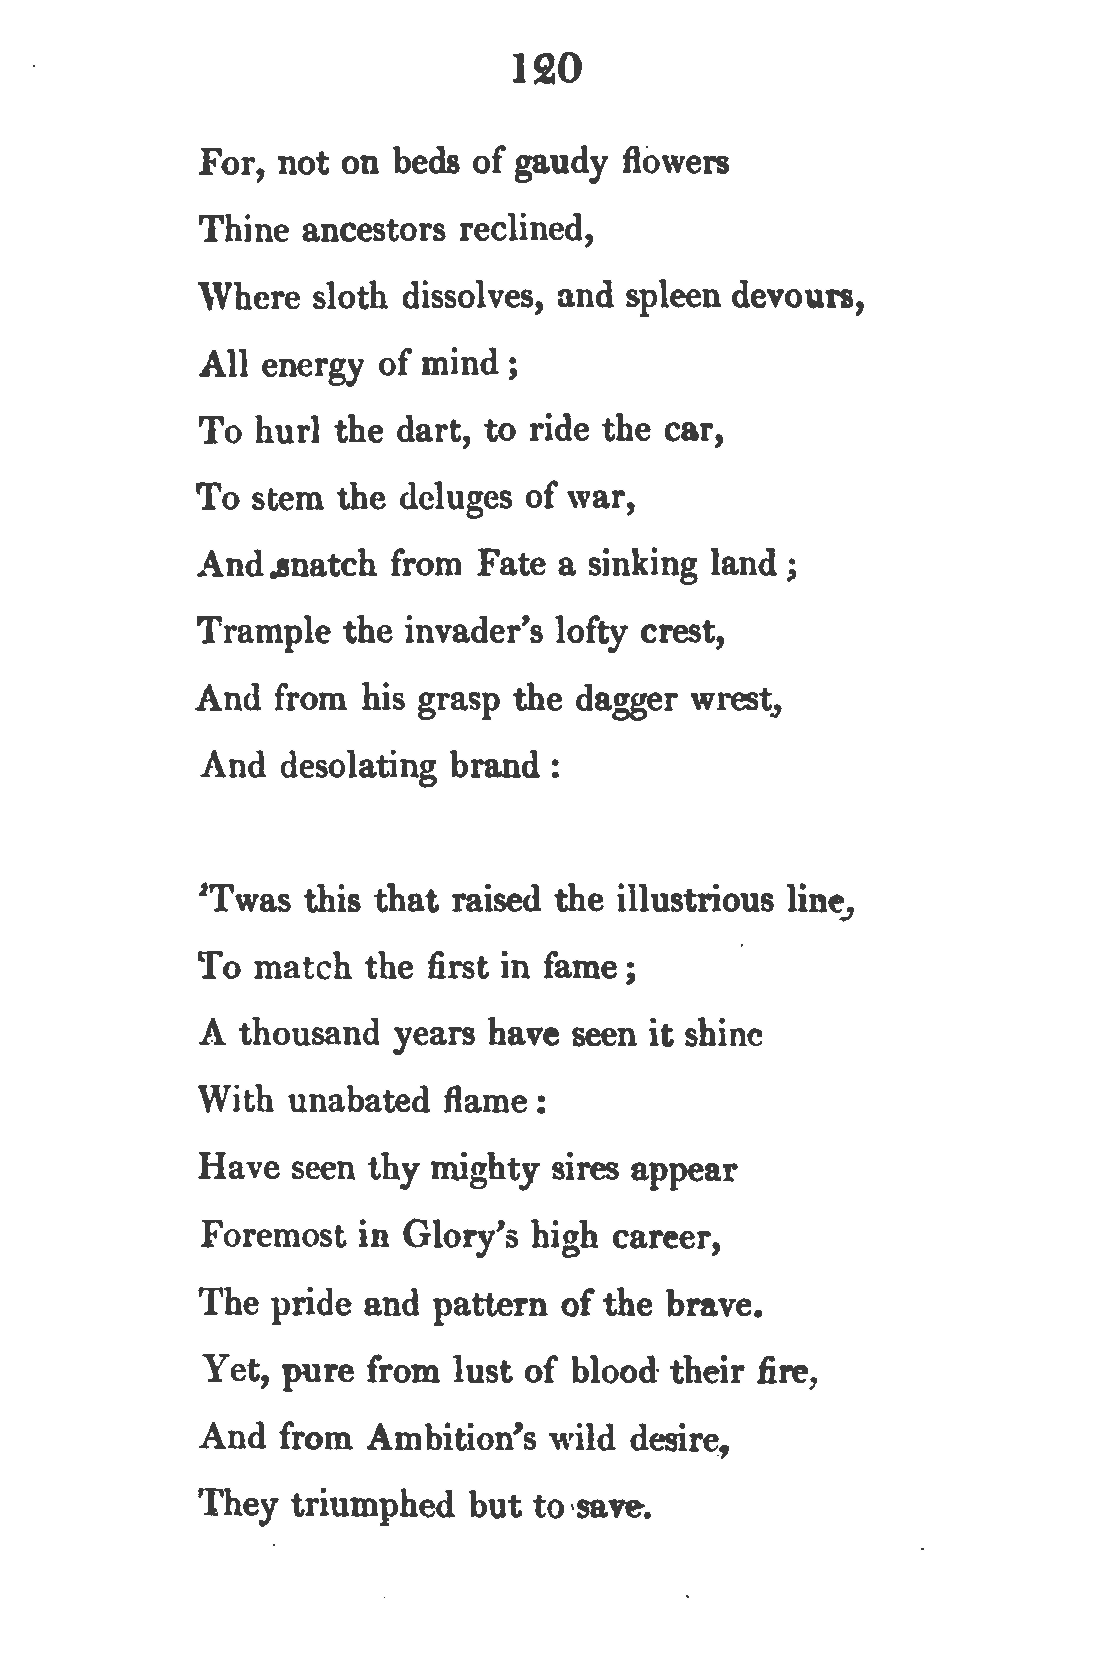 120
For, not on beds of gaudy flowers
Thine ancestors reclined,
Where sloth dissolves, and spleen devours,
All energy of mind ;
To hurl the dart, to ride the car,
To stem the deluges of war,
And snatch from Fate a sinking land ;
Trample the invader's lofty crest,
And from his grasp the dagger wrest,
And desolating brand :
'Twas this that raised the illustrious line,
To match the first in fame ;
A thousand years have seen it shine
With unabated flame :
Have seen thy mighty sires appear
Foremost in Glory's high career,
The pride and pattern of the brave.
Yet, pure from lust of blood their fire,
And from Ambition's wild desire,
They triumphed but to save.